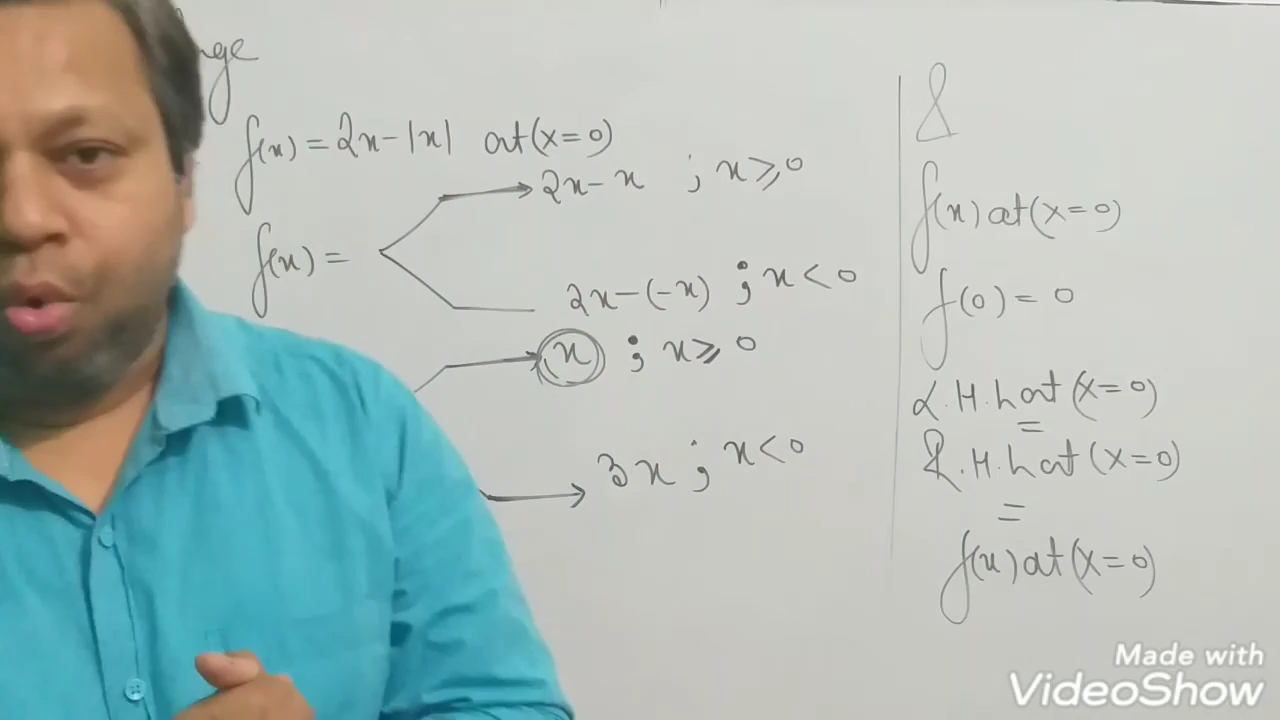 f(x) = 2x - |x| at (x=0)
2x - x ; x ≥ 0
f(x) =
2x - (-x) ; x < 0
x ; x ≥ 0
3x ; x < 0
&
f(x) at (x=0)
f(0) = 0
L.H.L at (x=0)
=
R.H.L at (x=0)
=
f(x) at (x=0)
Made with
VideoShow